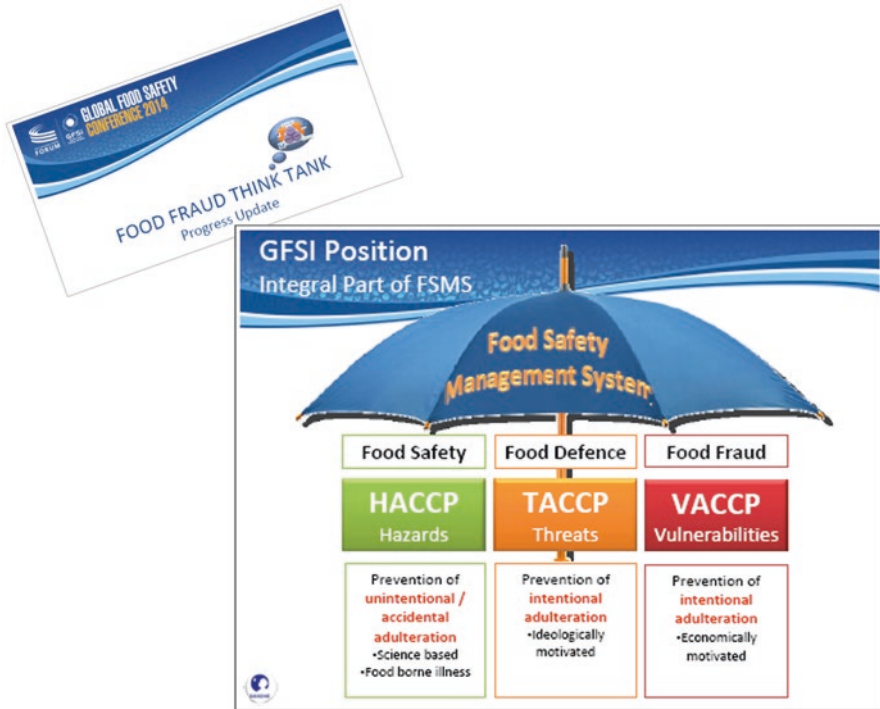 GLOBAL FOOD SAFETY
CONFERENCE 2014
FORUM
GFSI
FOOD FRAUD THINK TANK
Progress Update
GFSI Position
Integral Part of FSMS
Food Safety
Management System
Food Safety
HACCP
Hazards
Prevention of
unintentional /
accidental
adulteration
•Science based
•Food borne illness
Food Defence
TACCP
Threats
Prevention of
intentional
adulteration
•Ideologically
motivated
Food Fraud
VACCP
Vulnerabilities
Prevention of
intentional
adulteration
•Economically
motivated
DANONE